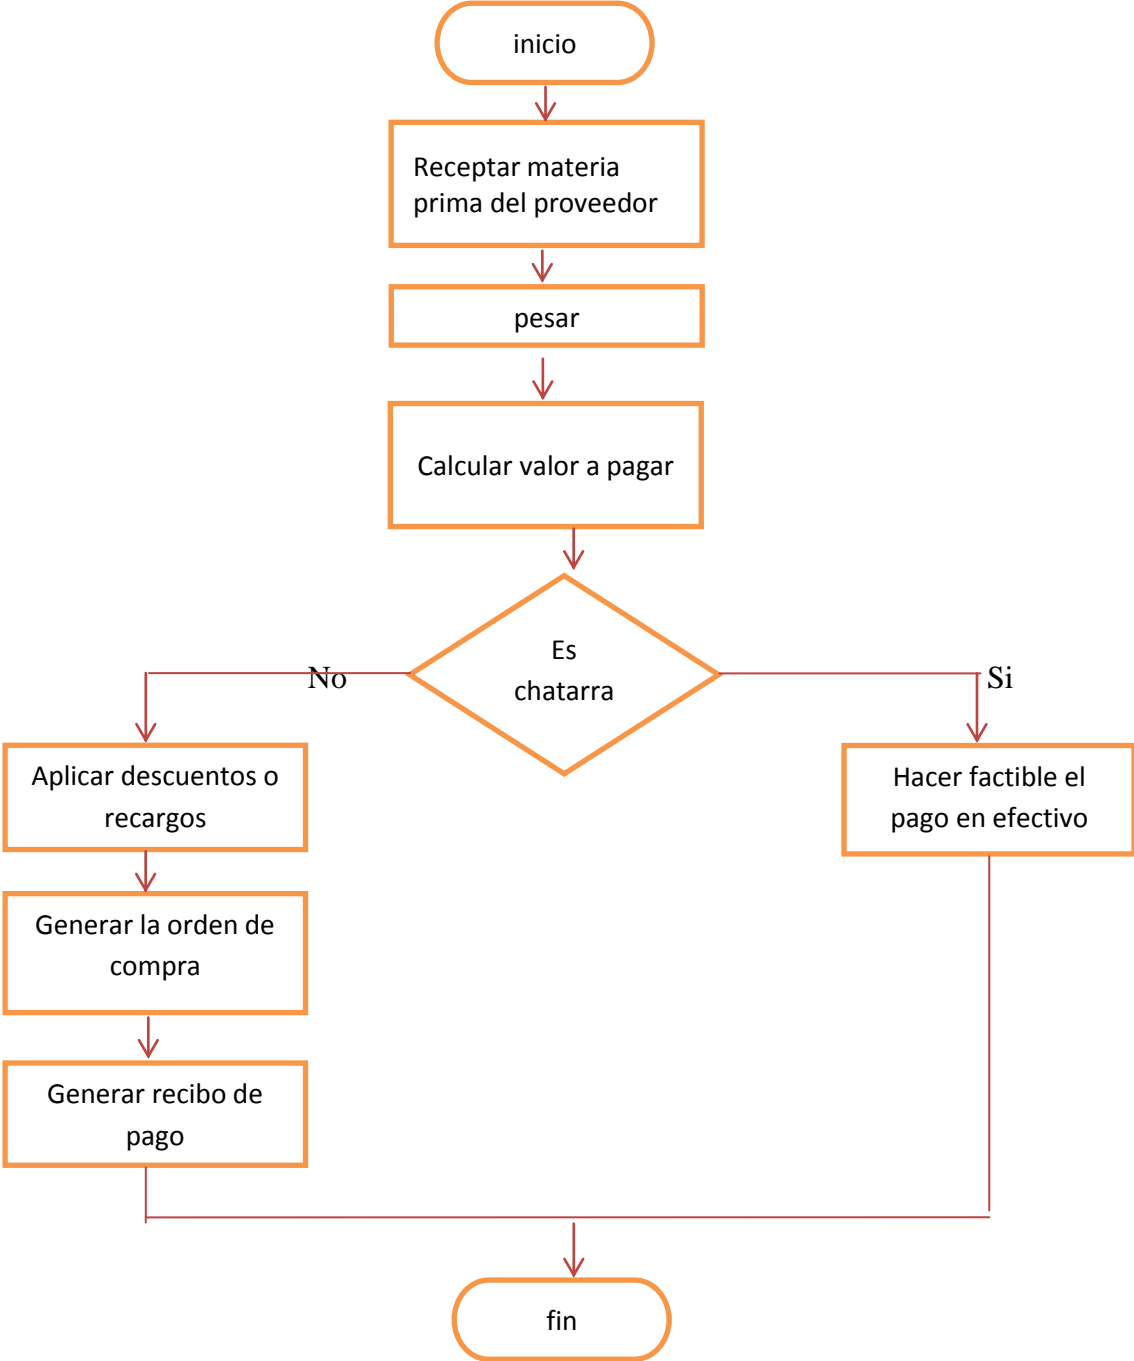 inicio
Receptar materia
prima del proveedor
pesar
Calcular valor a pagar
Es
chatarra
No
Si
Aplicar descuentos o
recargos
Hacer factible el
pago en efectivo
Generar la orden de
compra
Generar recibo de
pago
fin